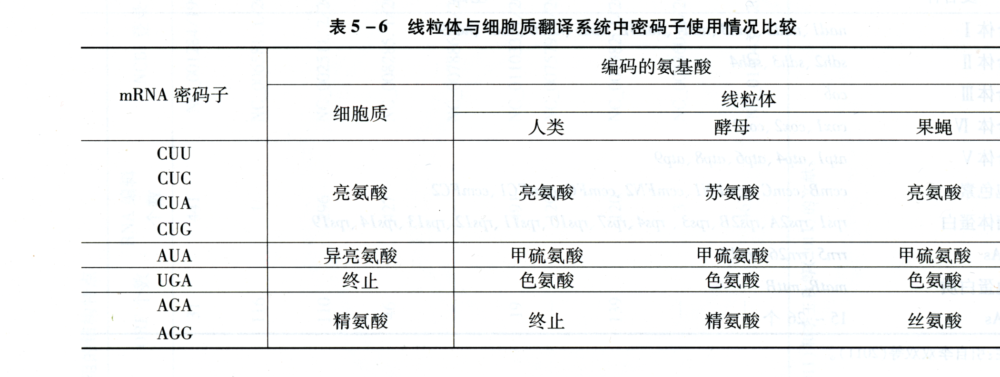 表 5-6 线粒体与细胞质翻译系统中密码子使用情况比较
mRNA 密码子
编码的氨基酸
细胞质
线粒体
人类 酵母 果蝇
CUU
CUC
CUA
CUG
亮氨酸 亮氨酸 苏氨酸 亮氨酸
AUA 异亮氨酸 甲硫氨酸 甲硫氨酸 甲硫氨酸
UGA 终止 色氨酸 色氨酸 色氨酸
AGA
AGG
精氨酸 终止 精氨酸 丝氨酸